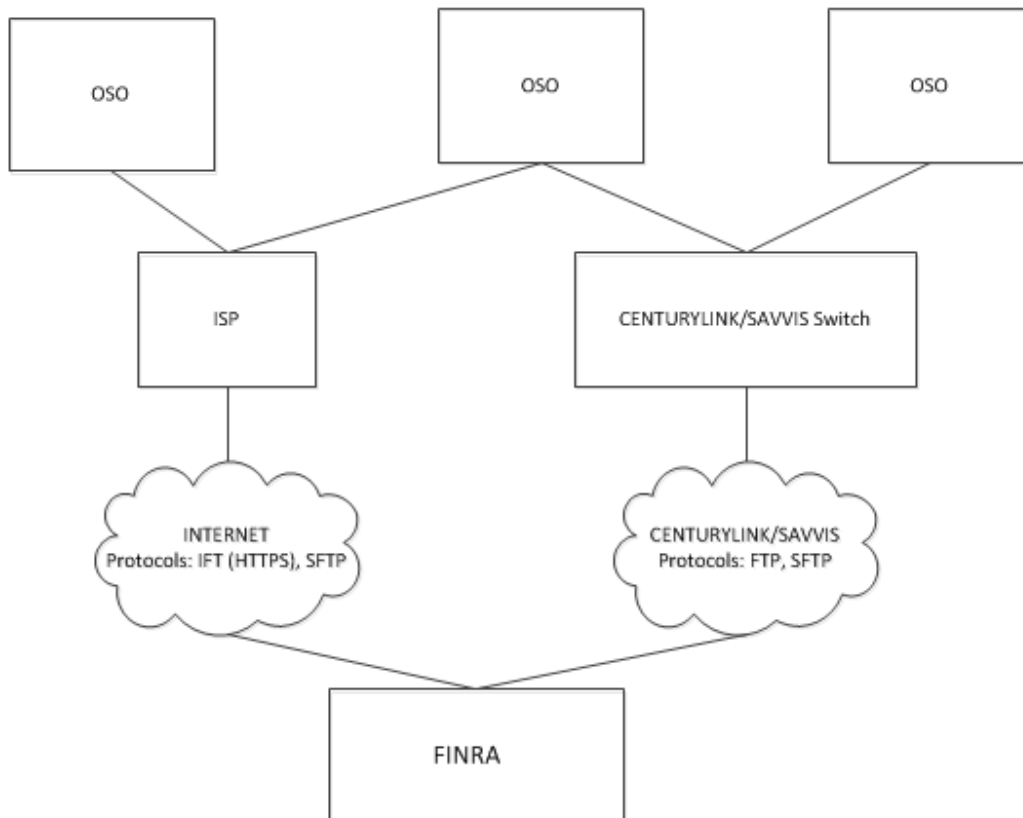 OSO
OSO
OSO
ISP
CENTURYLINK/SAVVIS Switch
INTERNET
Protocols: IFT (HTTPS), SFTP
CENTURYLINK/SAVVIS
Protocols: FTP, SFTP
FINRA